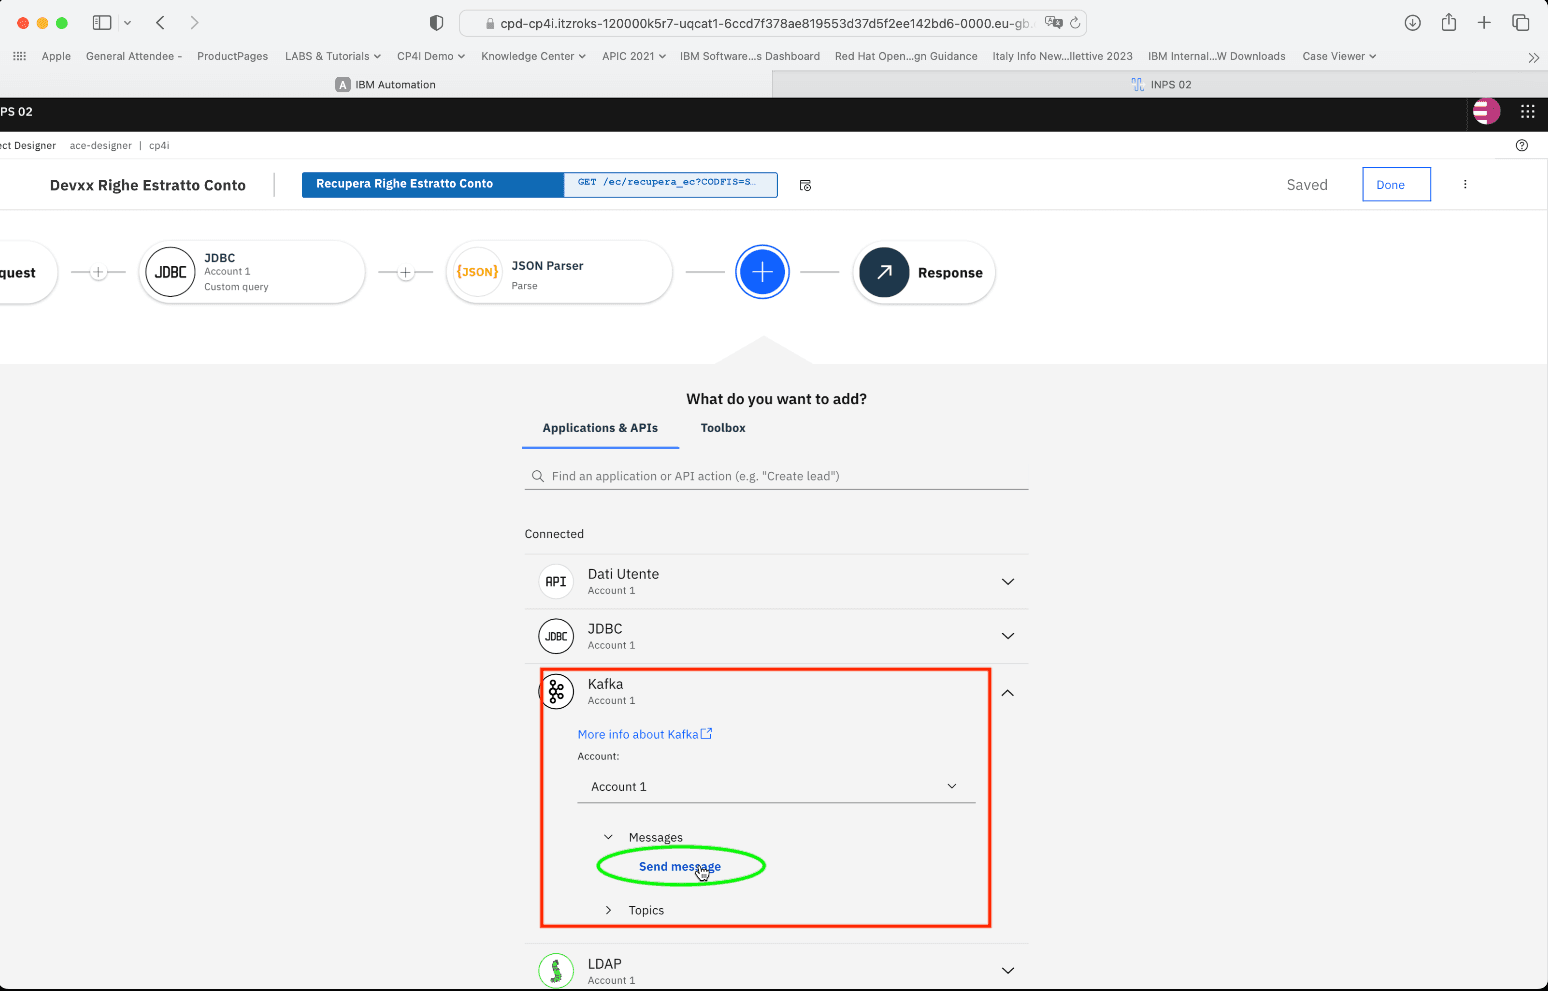 cpd-cp4i.itzroks-120000k5r7-uqcat1-6ccd7f378ae819553d37d5f2ee142bd6-0000.eu-gb.
Apple General Attendee - ProductPages LABS & Tutorials CP4I Demo Knowledge Center APIC 2021 IBM Software...s Dashboard Red Hat Open...gn Guidance Italy Info New...llettive 2023 IBM Internal...W Downloads Case Viewer
A IBM Automation INPS 02
PS 02
ect Designer ace-designer | cp4i
Devxx Righe Estratto Conto Recupera Righe Estratto Conto GET /ec/recupera_ec?CODFIS=S… Saved Done
quest
JDBC
JDBC
Account 1
Custom query
{JSON}
JSON Parser
Parse
Response
What do you want to add?
Applications & APIs Toolbox
Find an application or API action (e.g. "Create lead")
Connected
API
Dati Utente
Account 1
JDBC
JDBC
Account 1
Kafka
Account 1
More info about Kafka
Account:
Account 1
Messages
Send message
Topics
LDAP
Account 1